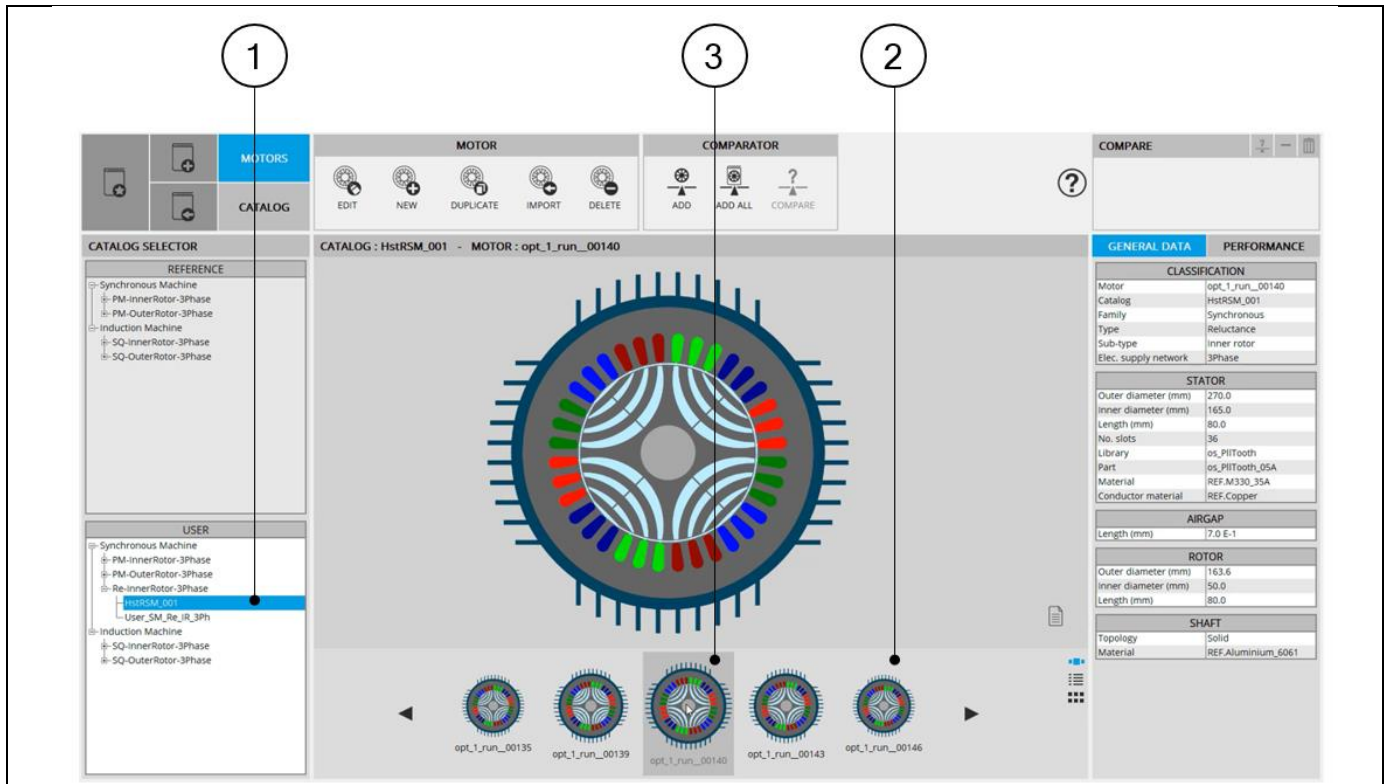 1
3
2
MOTORS
CATALOG
MOTOR
EDIT
NEW
DUPLICATE
IMPORT
DELETE
COMPARATOR
ADD
ADD ALL
?
COMPARE
?
COMPARE
?
CATALOG SELECTOR
REFERENCE
Synchronous Machine
PM-InnerRotor-3Phase
PM-OuterRotor-3Phase
Induction Machine
SQ-InnerRotor-3Phase
SQ-OuterRotor-3Phase
USER
Synchronous Machine
PM-InnerRotor-3Phase
PM-OuterRotor-3Phase
Re-InnerRotor-3Phase
HstRSM_001
User_SM_Re_IR_3Ph
Induction Machine
SQ-InnerRotor-3Phase
SQ-OuterRotor-3Phase
CATALOG : HstRSM_001 - MOTOR : opt_1_run__00140
opt_1_run__00135
opt_1_run__00139
opt_1_run__00140
opt_1_run__00143
opt_1_run__00146
GENERAL DATA
PERFORMANCE
CLASSIFICATION
Motor opt_1_run__00140
Catalog HstRSM_001
Family Synchronous
Type Reluctance
Sub-type Inner rotor
Elec. supply network 3Phase
STATOR
Outer diameter (mm) 270.0
Inner diameter (mm) 165.0
Length (mm) 80.0
No. slots 36
Library os_PllTooth
Part os_PllTooth_05A
Material REF.M330_35A
Conductor material REF.Copper
AIRGAP
Length (mm) 7.0 E-1
ROTOR
Outer diameter (mm) 163.6
Inner diameter (mm) 50.0
Length (mm) 80.0
SHAFT
Topology Solid
Material REF.Aluminium_6061